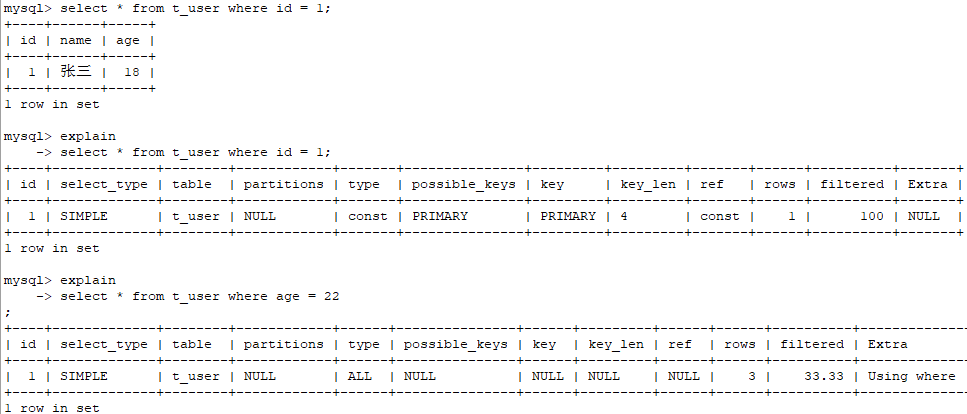 mysql> select * from t_user where id = 1;
+----+------+-----+
| id | name | age |
+----+------+-----+
|  1 | 张三 |  18 |
+----+------+-----+
1 row in set

mysql> explain
    -> select * from t_user where id = 1;
+----+-------------+--------+------------+-------+---------------+---------+---------+-------+------+----------+-------+
| id | select_type | table  | partitions | type  | possible_keys | key     | key_len | ref   | rows | filtered | Extra |
+----+-------------+--------+------------+-------+---------------+---------+---------+-------+------+----------+-------+
|  1 | SIMPLE      | t_user | NULL       | const | PRIMARY       | PRIMARY | 4       | const |    1 |      100 | NULL  |
+----+-------------+--------+------------+-------+---------------+---------+---------+-------+------+----------+-------+
1 row in set

mysql> explain
    -> select * from t_user where age = 22
;
+----+-------------+--------+------------+------+---------------+------+---------+------+------+----------+-------------
| id | select_type | table  | partitions | type | possible_keys | key  | key_len | ref  | rows | filtered | Extra
+----+-------------+--------+------------+------+---------------+------+---------+------+------+----------+-------------
|  1 | SIMPLE      | t_user | NULL       | ALL  | NULL          | NULL | NULL    | NULL |    3 |    33.33 | Using where
+----+-------------+--------+------------+------+---------------+------+---------+------+------+----------+-------------
1 row in set